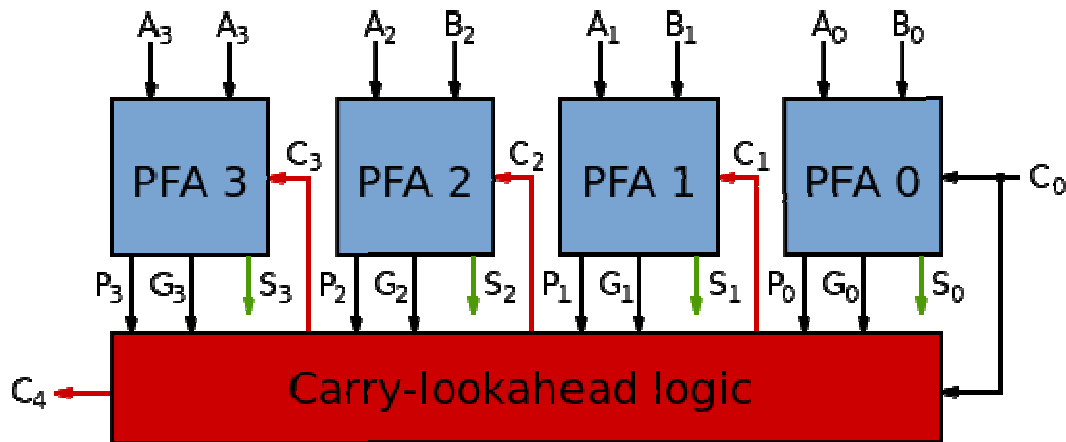 A3 A3 A2 B2 A1 B1 A0 B0
C3 C2 C1
PFA 3 PFA 2 PFA 1 PFA 0 C0
P3 G3 S3 P2 G2 S2 P1 G1 S1 P0 G0 S0
C4 Carry-lookahead logic